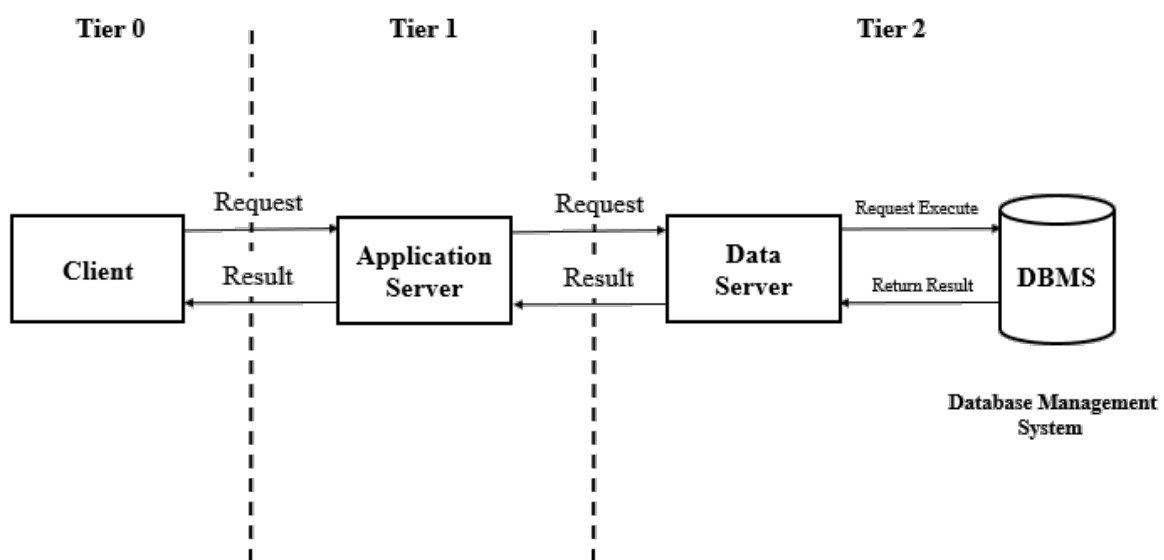 Tier 0
Tier 1
Tier 2
Request
Request
Request Execute
Client
Application
Server
Data
Server
DBMS
Result
Result
Return Result
Database Management
System